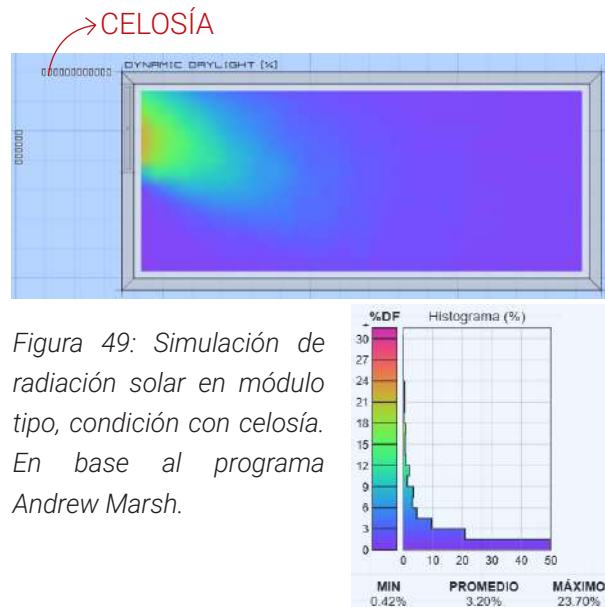 CELOSÍA
DYNAMIC DAYLIGHT [%]
Figura 49: Simulación de
radiación solar en módulo
tipo, condición con celosía.
En base al programa
Andrew Marsh.
%DF Histograma (%)
30
27
24
21
18
15
12
9
6
3
0
0 10 20 30 40 50
MIN PROMEDIO MÁXIMO
0.42% 3.20% 23.70%